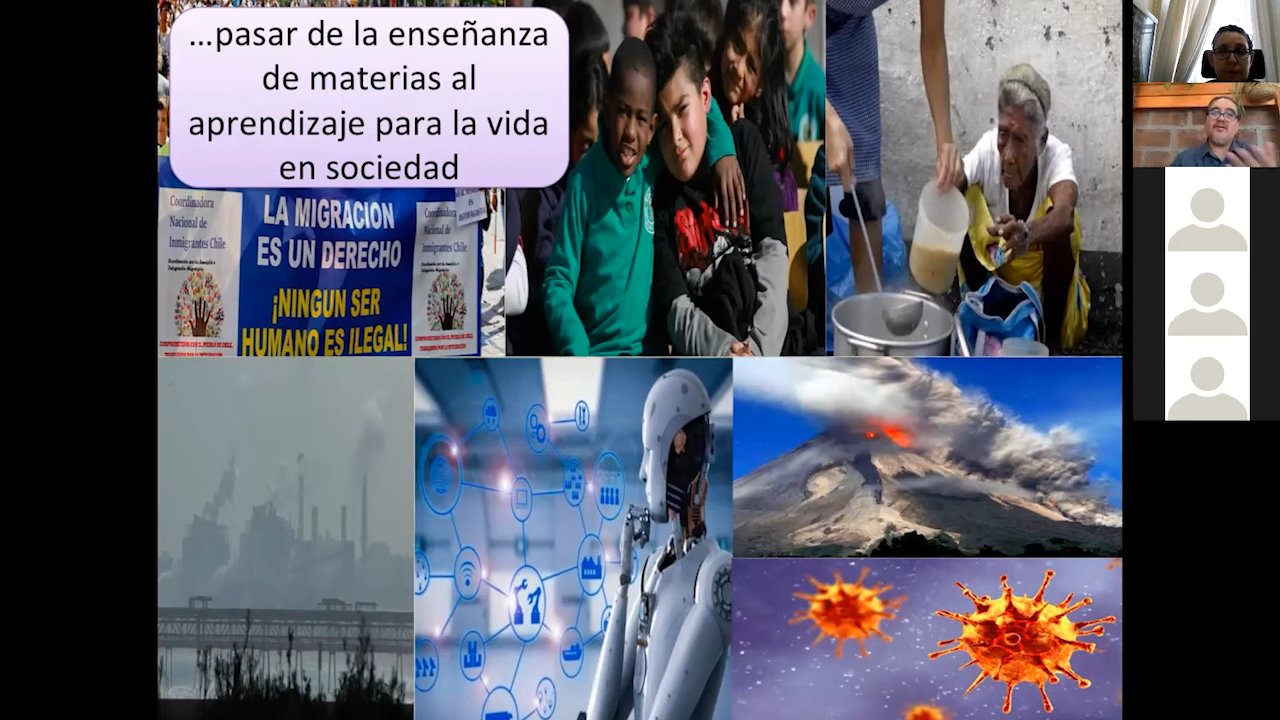 ...pasar de la enseñanza
de materias al
aprendizaje para la vida
en sociedad
Coordinadora
Nacional de
Inmigrantes Chile
LA MIGRACION
ES UN DERECHO
¡NINGUN SER
HUMANO ES ILEGAL!
Coordinadora
Nacional de
Inmigrantes Chile